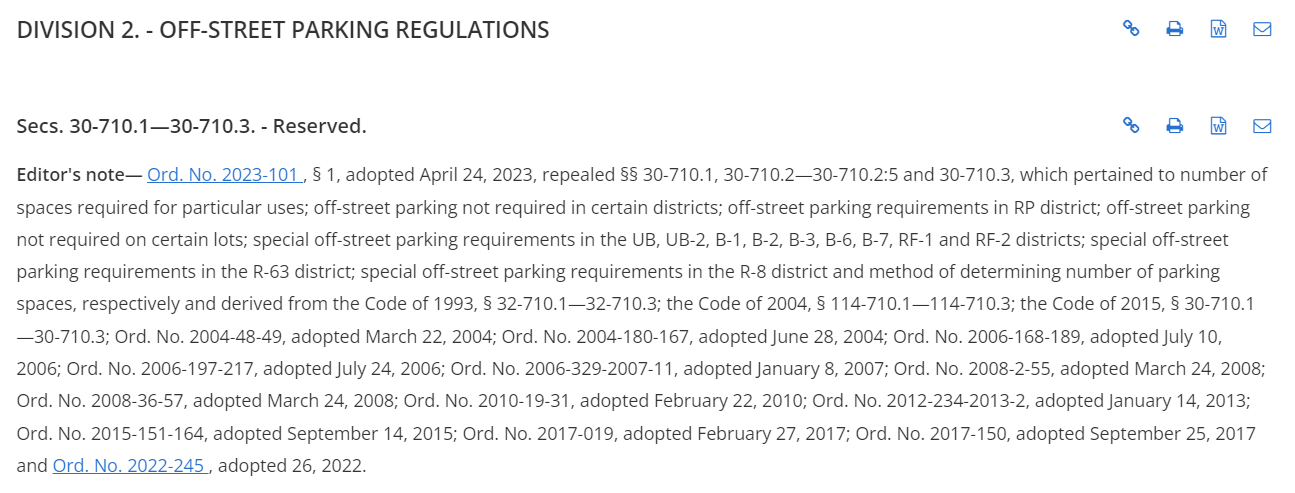 DIVISION 2. - OFF-STREET PARKING REGULATIONS
Secs. 30-710.1—30-710.3. - Reserved.
Editor's note— Ord. No. 2023-101 , § 1, adopted April 24, 2023, repealed §§ 30-710.1, 30-710.2—30-710.2:5 and 30-710.3, which pertained to number of
spaces required for particular uses; off-street parking not required in certain districts; off-street parking requirements in RP district; off-street parking
not required on certain lots; special off-street parking requirements in the UB, UB-2, B-1, B-2, B-3, B-6, B-7, RF-1 and RF-2 districts; special off-street
parking requirements in the R-63 district; special off-street parking requirements in the R-8 district and method of determining number of parking
spaces, respectively and derived from the Code of 1993, § 32-710.1—32-710.3; the Code of 2004, § 114-710.1—114-710.3; the Code of 2015, § 30-710.1
—30-710.3; Ord. No. 2004-48-49, adopted March 22, 2004; Ord. No. 2004-180-167, adopted June 28, 2004; Ord. No. 2006-168-189, adopted July 10,
2006; Ord. No. 2006-197-217, adopted July 24, 2006; Ord. No. 2006-329-2007-11, adopted January 8, 2007; Ord. No. 2008-2-55, adopted March 24, 2008;
Ord. No. 2008-36-57, adopted March 24, 2008; Ord. No. 2010-19-31, adopted February 22, 2010; Ord. No. 2012-234-2013-2, adopted January 14, 2013;
Ord. No. 2015-151-164, adopted September 14, 2015; Ord. No. 2017-019, adopted February 27, 2017; Ord. No. 2017-150, adopted September 25, 2017
and Ord. No. 2022-245 , adopted 26, 2022.